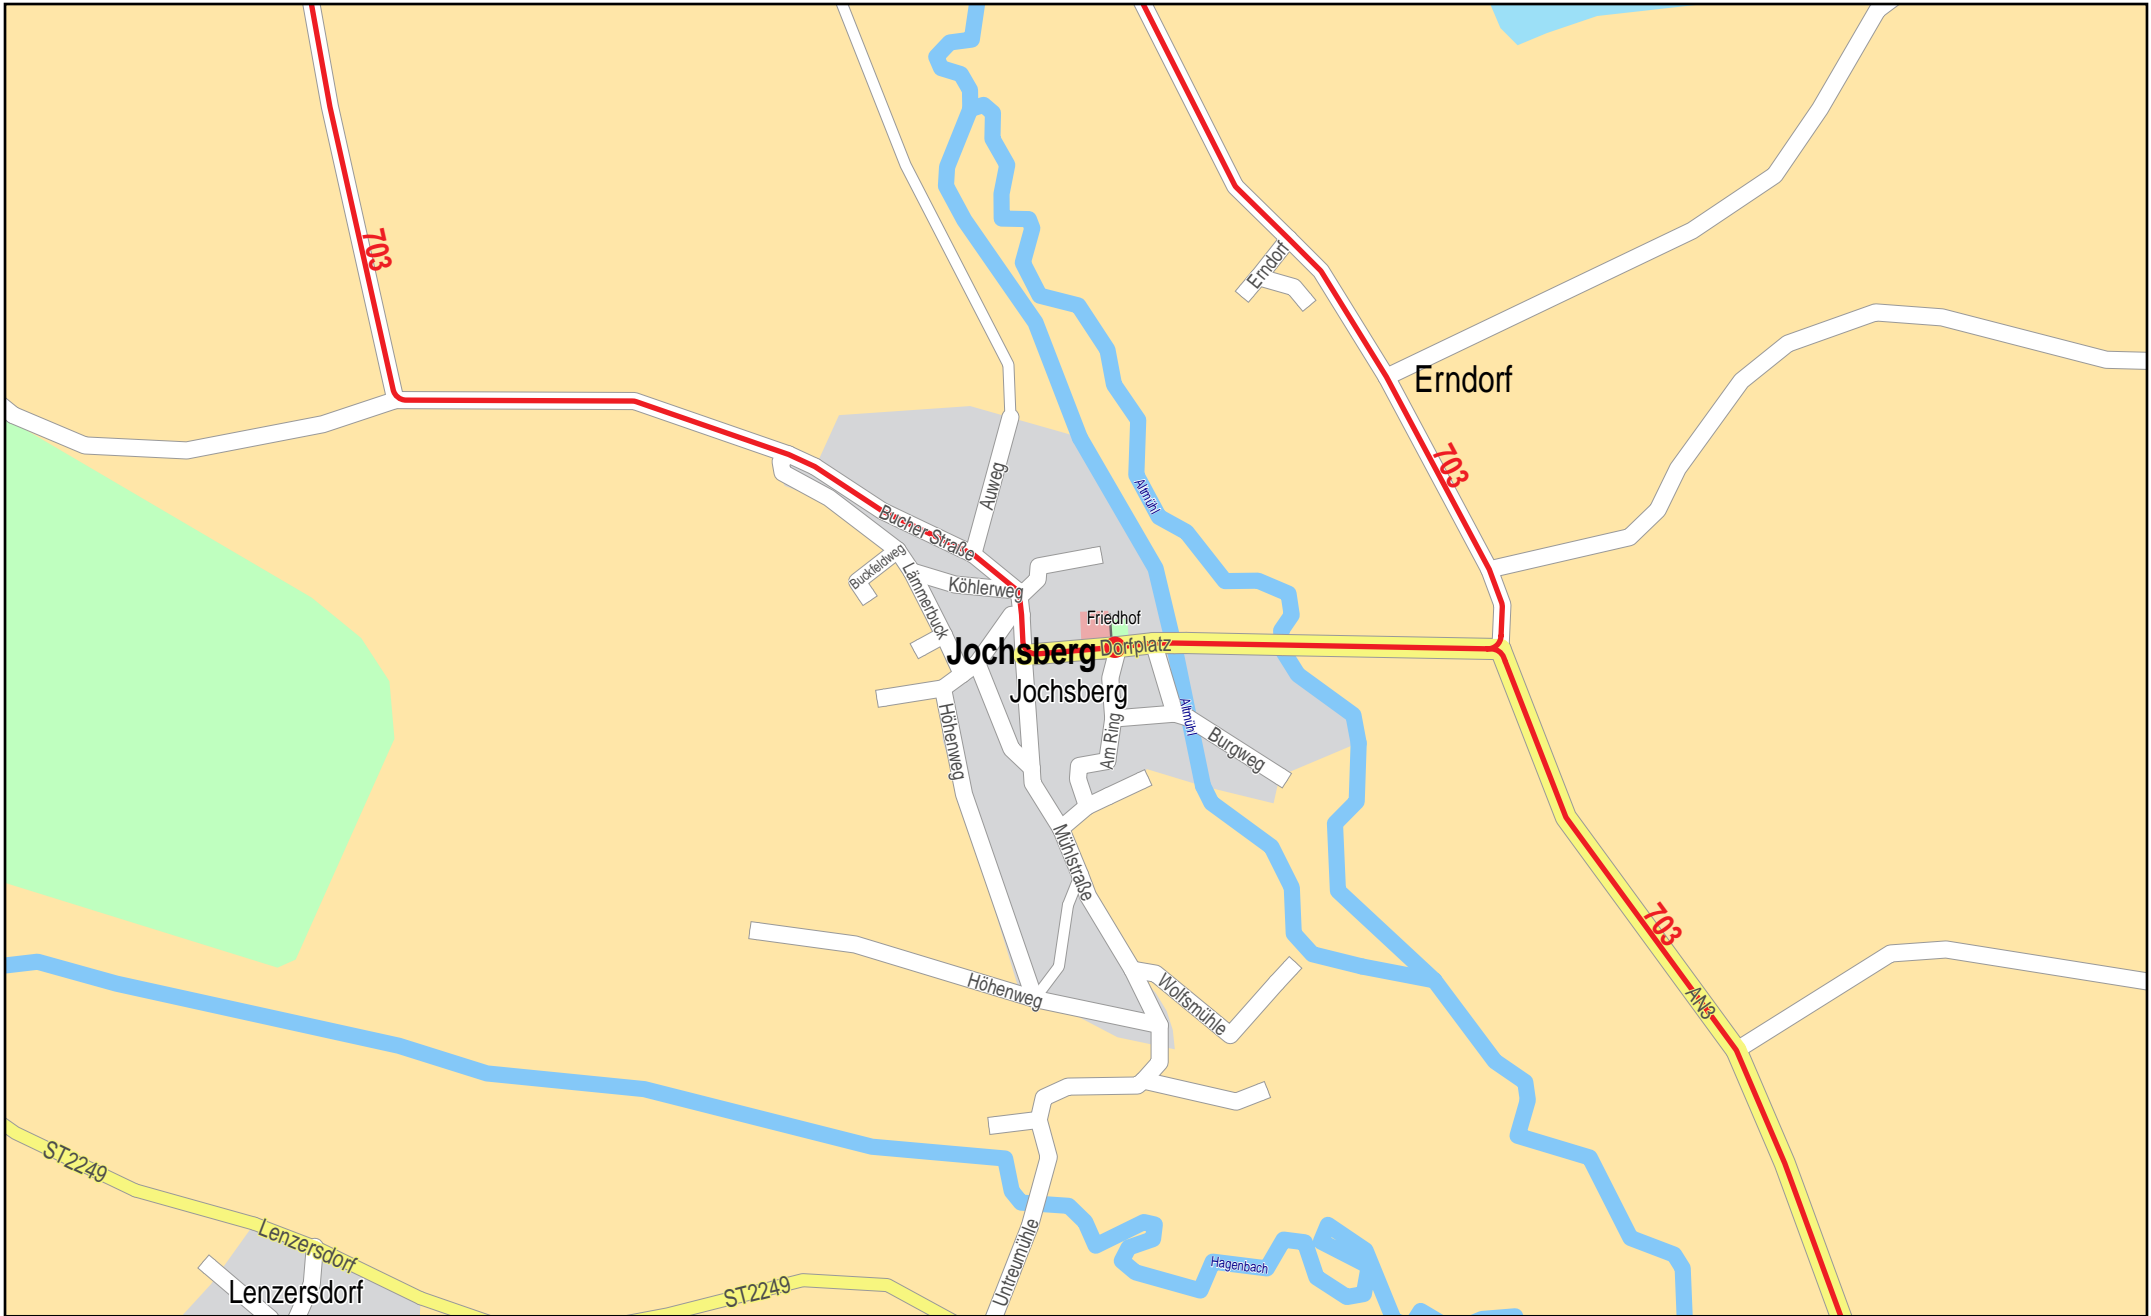 703
Erndorf
Erndorf
703
Auweg
Altmühl
Bucher Straße
Buckfeldweg
Lämmerbuck
Köhlerweg
Friedhof
Dorfplatz
Jochsberg
Jochsberg
Altmühl
Höhenweg
Am Ring
Burgweg
Mühlstraße
703
Höhenweg
Wolfsmühle
AN3
ST2249
Lenzersdorf
Untreumühle
Hagenbach
Lenzersdorf
ST2249